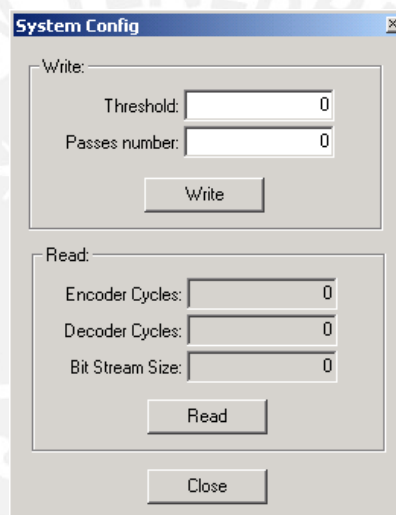 System Config
Write:
Threshold: 0
Passes number: 0
Write
Read:
Encoder Cycles: 0
Decoder Cycles: 0
Bit Stream Size: 0
Read
Close